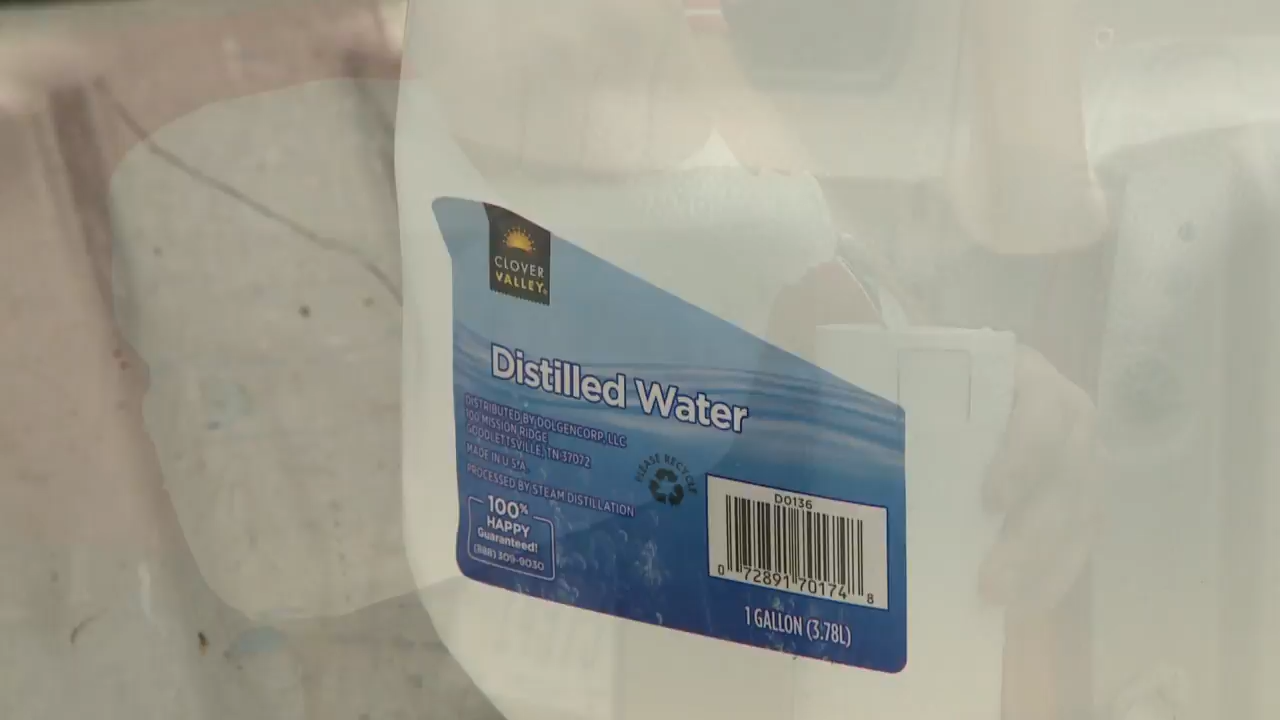 CLOVER
VALLEY®
Distilled Water
DISTRIBUTED BY DOLGENCORP, LLC
100 MISSION RIDGE
GOODLETTSVILLE, TN 37072
MADE IN U.S.A.
PROCESSED BY STEAM DISTILLATION
PLEASE RECYCLE
100%
HAPPY
Guaranteed!
(888) 309-9030
D0136
0 72891 70174 8
1 GALLON (3.78L)